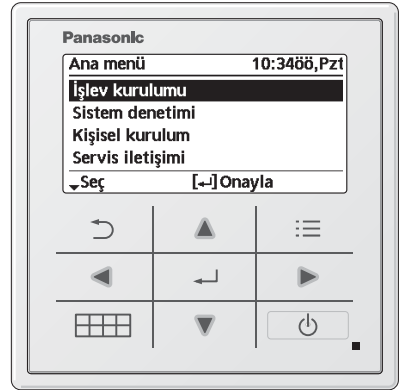 Panasonic
Ana menü 10:34öö,Pzt
İşlev kurulumu
Sistem denetimi
Kişisel kurulum
Servis iletişimi
Seç [↵] Onayla